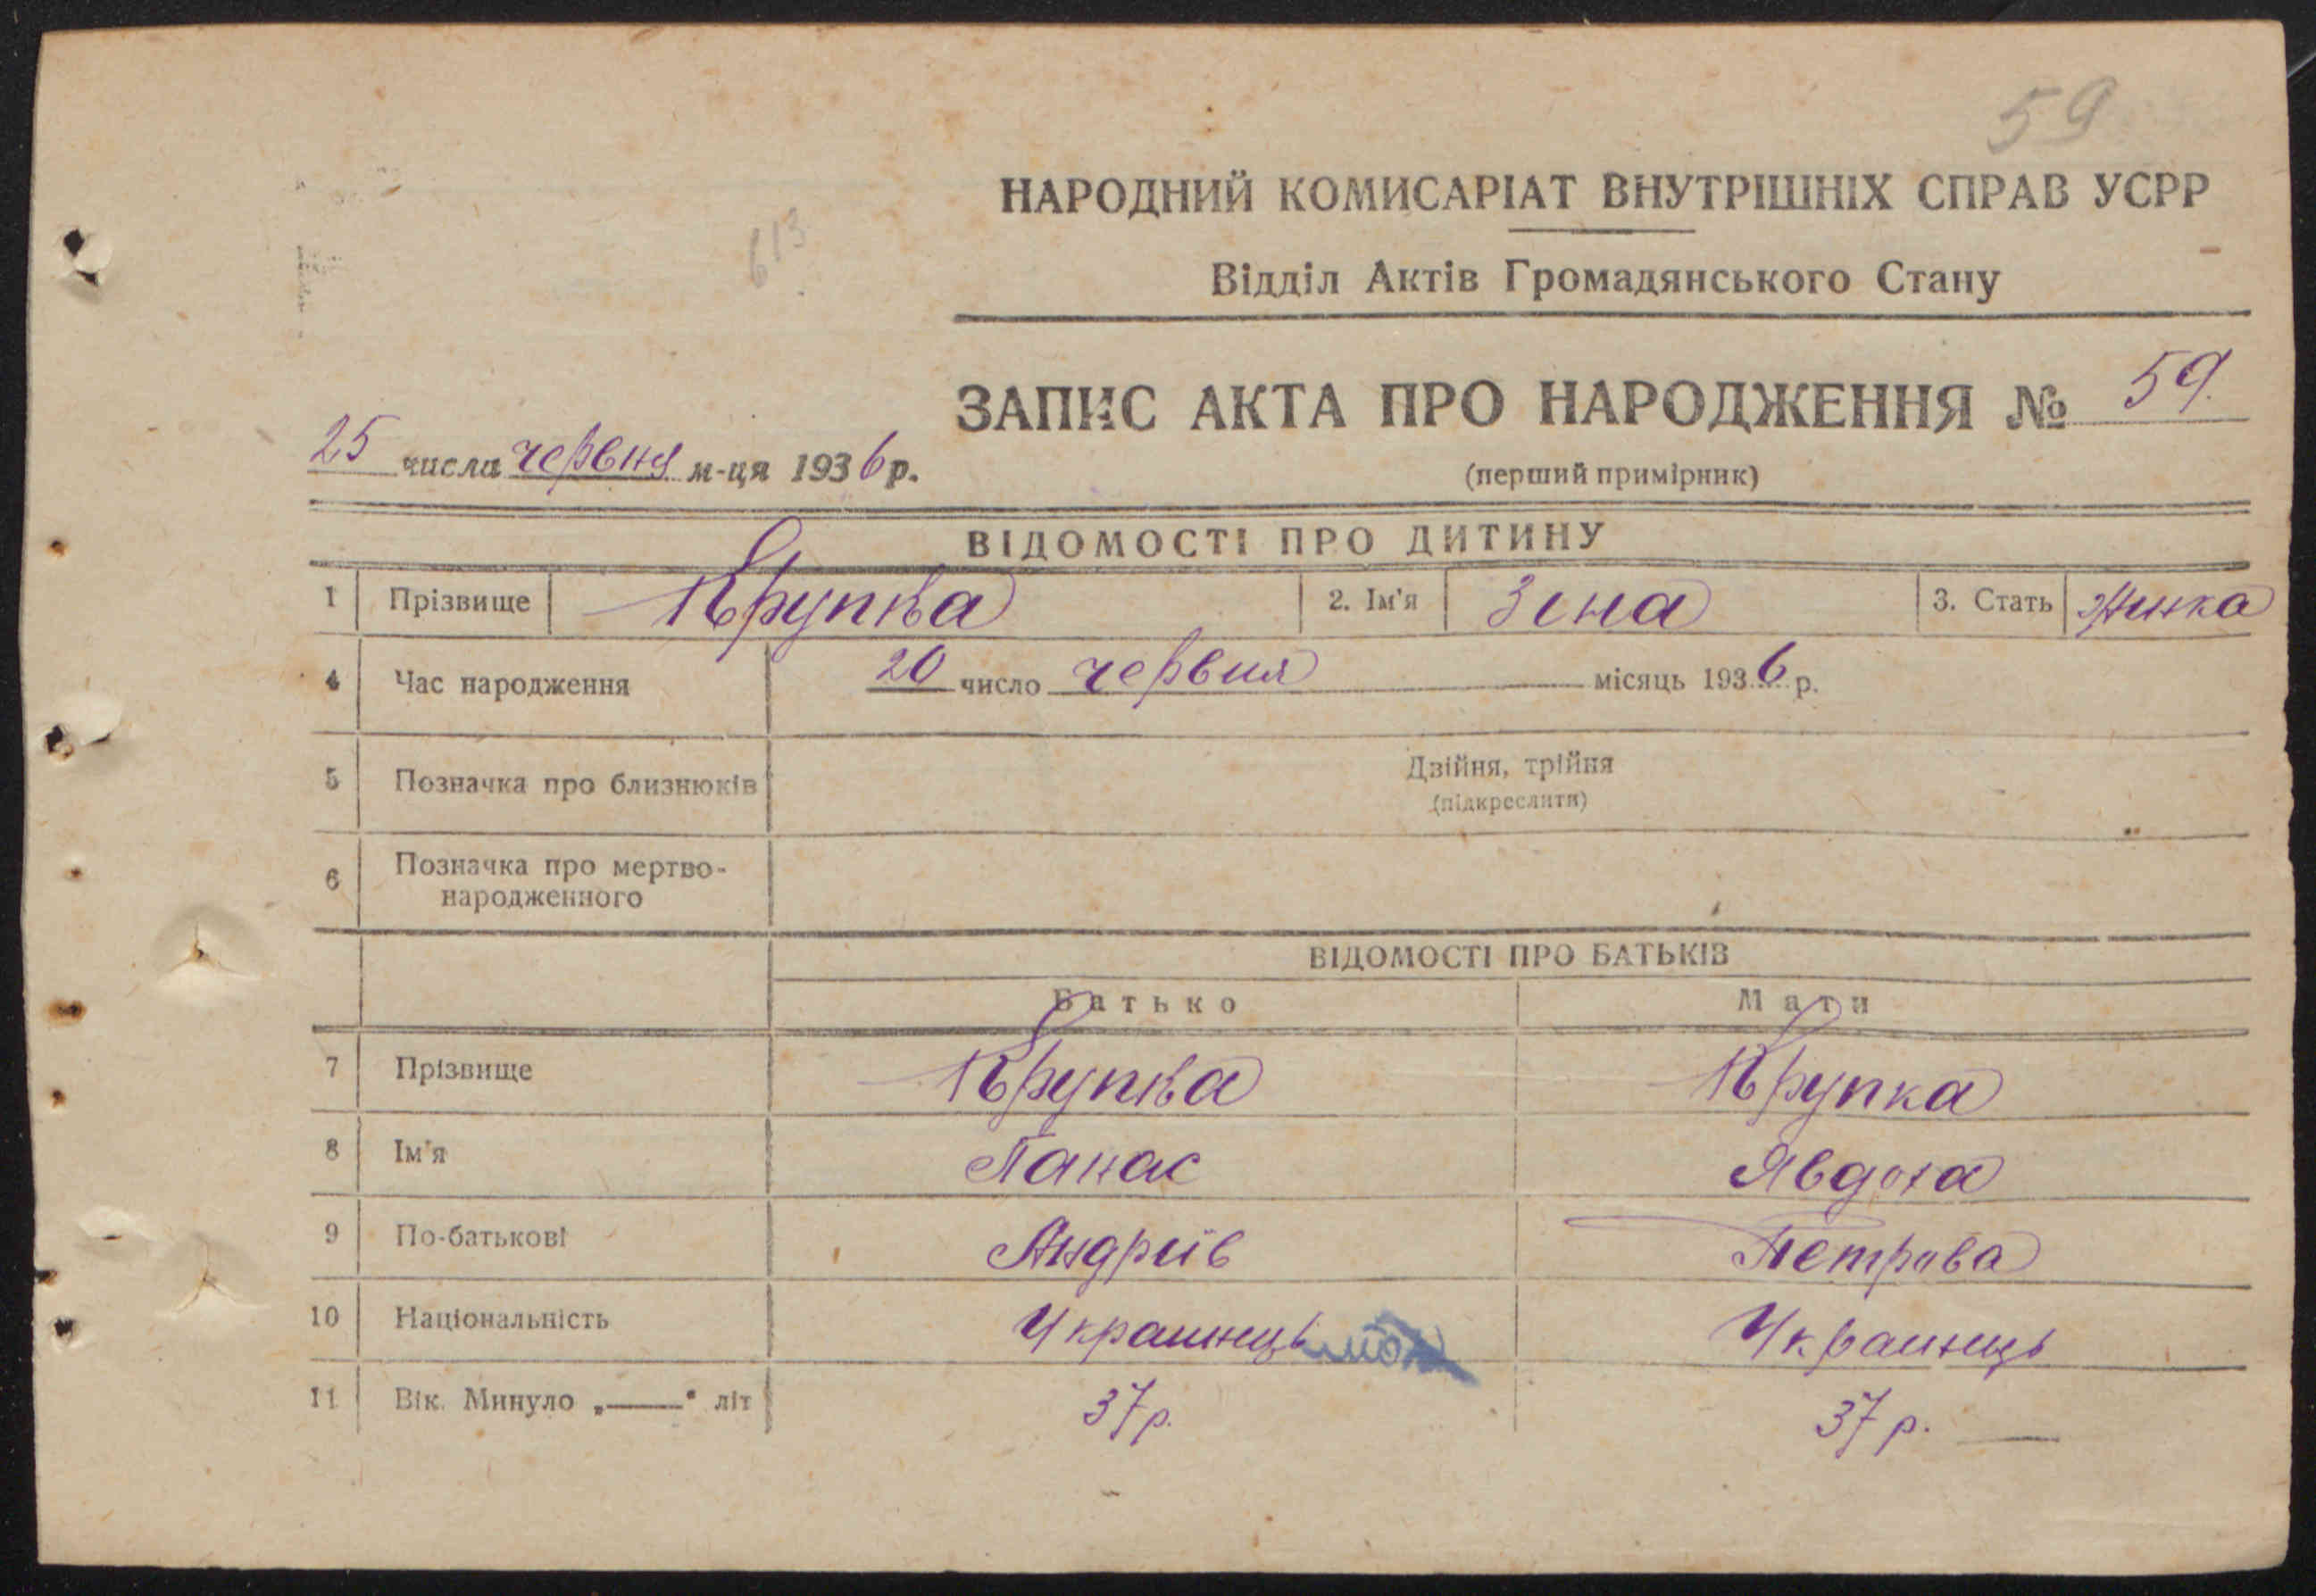 59
НАРОДНИЙ КОМИСАРІАТ ВНУТРІШНІХ СПРАВ УСРР
613
Відділ Актів Громадянського Стану
ЗАПИС АКТА ПРО НАРОДЖЕННЯ № 59.
25 числа червня м-ця 1936 р.
(перший примірник)
ВІДОМОСТІ ПРО ДИТИНУ
1 Прізвище Крупка 2. Ім'я Зена 3. Стать Жинка
4 Час народження 20 число червня місяць 1936 р.
5 Позначка про близнюків Двійня, трійня
(підкреслити)
6 Позначка про мертво-
народженного
ВІДОМОСТІ ПРО БАТЬКІВ
Батько Мати
7 Прізвище Крупка Крупка
8 Ім'я Панас Явдоха
9 По-батькові Андріїв Петрова
10 Національність Украинець Украинець
11 Вік. Минуло „——" літ 37 р. 37 р.